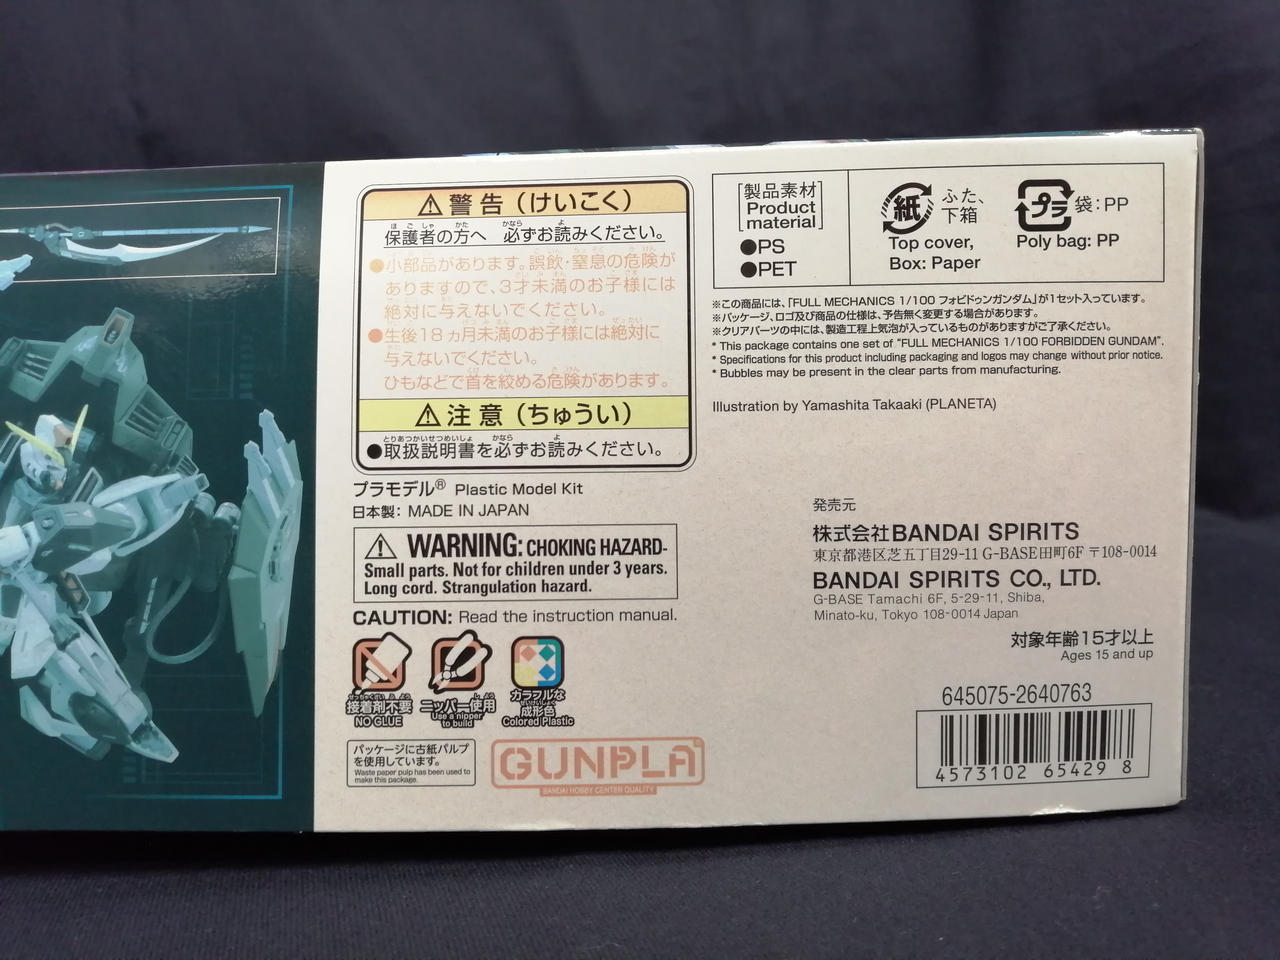 ⚠警告(けいこく)
保護者の方へ 必ずお読みください。
●小部品があります。誤飲・窒息の危険が
ありますので、3才未満のお子様には
絶対に与えないでください。
●生後18ヵ月未満のお子様には絶対に
与えないでください。
ひもなどで首を絞める危険があります。
⚠注意(ちゅうい)
●取扱説明書を必ずお読みください。
プラモデル® Plastic Model Kit
日本製: MADE IN JAPAN
⚠WARNING: CHOKING HAZARD-
Small parts. Not for children under 3 years.
Long cord. Strangulation hazard.
CAUTION: Read the instruction manual.
接着剤不要
NO GLUE
ニッパー使用
Use a nipper
to build
カラフルな
成形色
Colored Plastic
パッケージに古紙パルプ
を使用しています。
Waste paper pulp has been used to
make this package.
GUNPLA
BANDAI HOBBY CENTER QUALITY
[製品素材]
[Product
material]
●PS
●PET
紙
ふた、
下箱
Top cover,
Box: Paper
プラ
袋:PP
Poly bag: PP
※この商品には、「FULL MECHANICS 1/100 フォビドゥンガンダム」が1セット入っています。
※パッケージ、ロゴ及び商品の仕様は、予告無く変更する場合があります。
※クリアパーツの中には、製造工程上気泡が入っているものがありますがご了承ください。
* This package contains one set of "FULL MECHANICS 1/100 FORBIDDEN GUNDAM".
* Specifications for this product including packaging and logos may change without prior notice.
* Bubbles may be present in the clear parts from manufacturing.
Illustration by Yamashita Takaaki (PLANETA)
発売元
株式会社BANDAI SPIRITS
東京都港区芝五丁目29-11 G-BASE田町6F 〒108-0014
BANDAI SPIRITS CO., LTD.
G-BASE Tamachi 6F, 5-29-11, Shiba,
Minato-ku, Tokyo 108-0014 Japan
対象年齢15才以上
Ages 15 and up
645075-2640763
4573102 65429 8